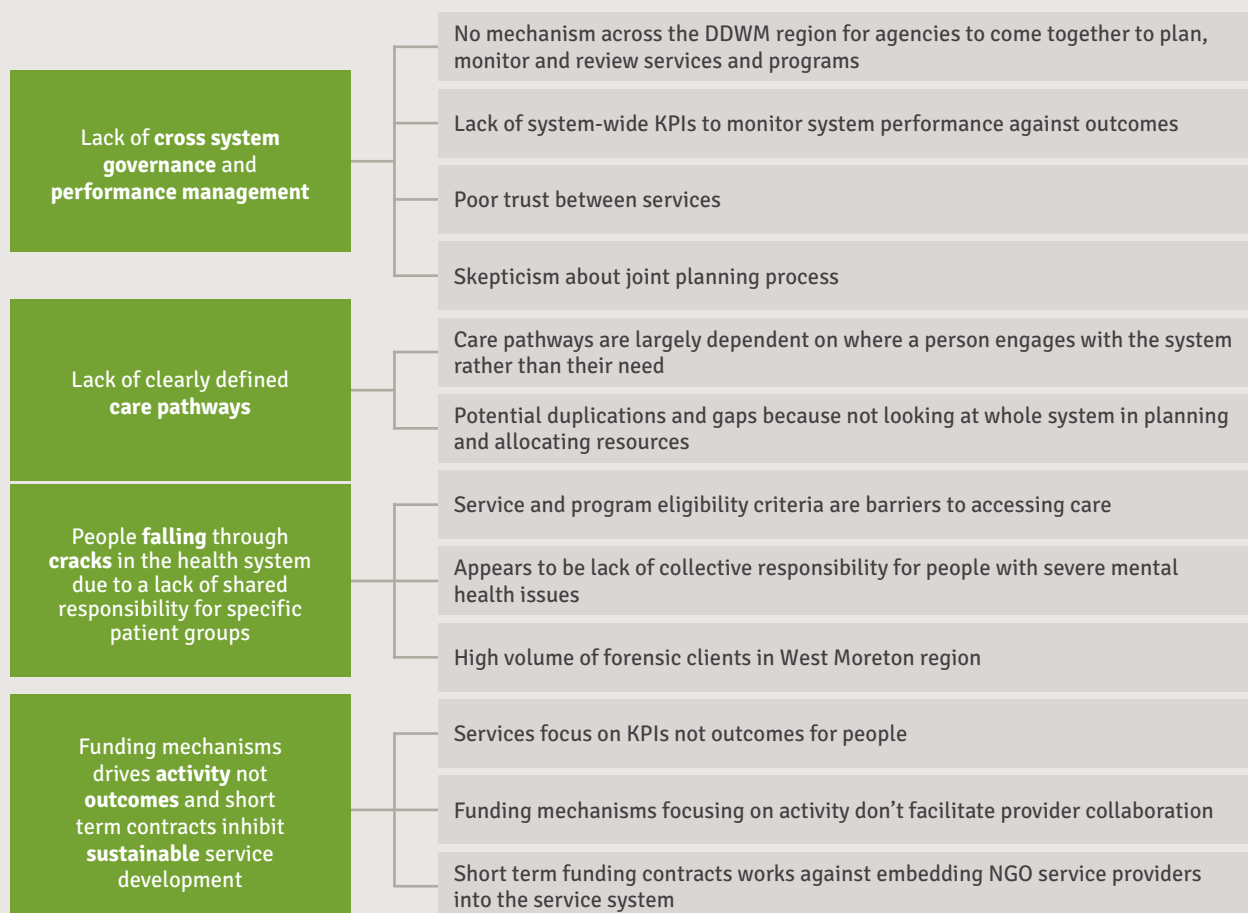 Lack of cross system
governance and
performance management
No mechanism across the DDWM region for agencies to come together to plan,
monitor and review services and programs
Lack of system-wide KPIs to monitor system performance against outcomes
Poor trust between services
Skepticism about joint planning process
Lack of clearly defined
care pathways
Care pathways are largely dependent on where a person engages with the system
rather than their need
Potential duplications and gaps because not looking at whole system in planning
and allocating resources
People falling through
cracks in the health system
due to a lack of shared
responsibility for specific
patient groups
Service and program eligibility criteria are barriers to accessing care
Appears to be lack of collective responsibility for people with severe mental
health issues
High volume of forensic clients in West Moreton region
Funding mechanisms
drives activity not
outcomes and short
term contracts inhibit
sustainable service
development
Services focus on KPIs not outcomes for people
Funding mechanisms focusing on activity don’t facilitate provider collaboration
Short term funding contracts works against embedding NGO service providers
into the service system